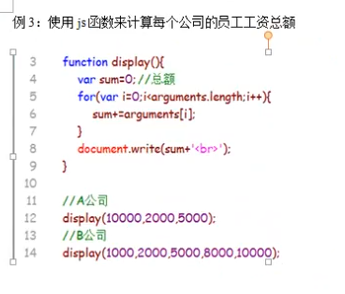 例3：使用js函数来计算每个公司的员工工资总额
3 function display(){
4 var sum=0;//总额
5 for(var i=0;i<arguments.length;i++){
6 sum+=arguments[i];
7 }
8 document.write(sum+'<br>');
9 }
10
11 //A公司
12 display(10000,2000,5000);
13 //B公司
14 display(1000,2000,5000,8000,10000);